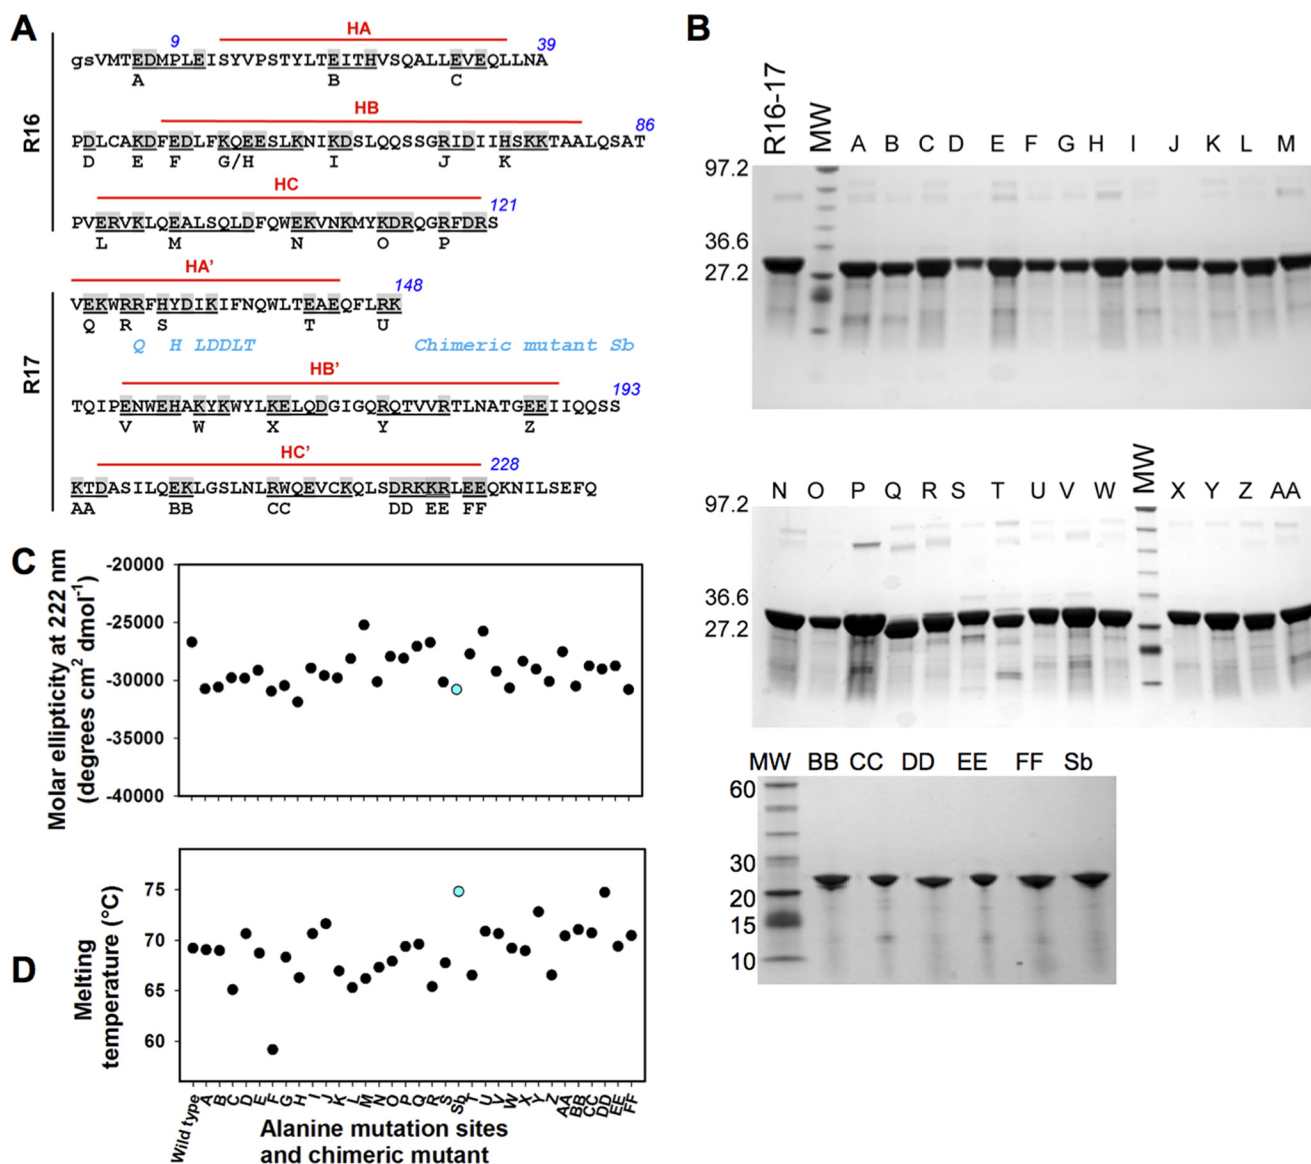 A
HA
9
39
gsVMTEDMPLEISYVPSTYLTEITHVSQALLEVEQLLNA
A B C
HB
86
PDLCAKDFEDLFKQEESLKNIKDSLQQSSGRIDIIHSKKTAALQSAT
D E F G/H I J K
R16
HC
121
PVERVKLQEALSQLDFQWEKVNKMYKDRQGRFDRS
L M N O P
HA'
148
VEKWRRFHYDIKIFNQWLTEAEQFLRK
Q R S T U
Q H LDDLT Chimeric mutant Sb
R17
HB'
193
TQIPENWEHAKYKWYLKELQDGIGQRQTVVRTLNATGEEIIQQSS
V W X Y Z
HC'
228
KTDASILQEKLGSLNLRWQEVCKQLSDRKKRLEEQKNILSEFQ
AA BB CC DD EE FF
B
R16-17 MW A B C D E F G H I J K L M
97.2
36.6
27.2
N O P Q R S T U V W MW X Y Z AA
97.2
36.6
27.2
MW BB CC DD EE FF Sb
60
30
20
15
10
C
Molar ellipticity at 222 nm
(degrees cm2 dmol-1)
-20000
-25000
-30000
-35000
-40000
D
Melting
temperature (°C)
75
70
65
60
Wild type A B C D E F G H I J K L M N O P Q R S Sb T U V W X Y Z AA BB CC DD EE FF
Alanine mutation sites
and chimeric mutant